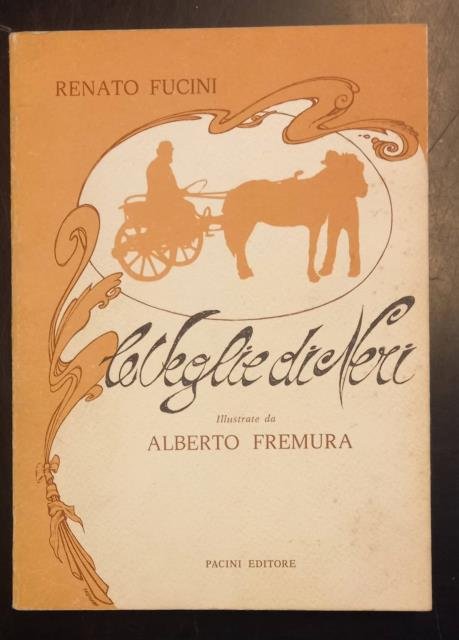 RENATO FUCINI
le Veglie di Neri
Illustrate da
ALBERTO FREMURA
PACINI EDITORE